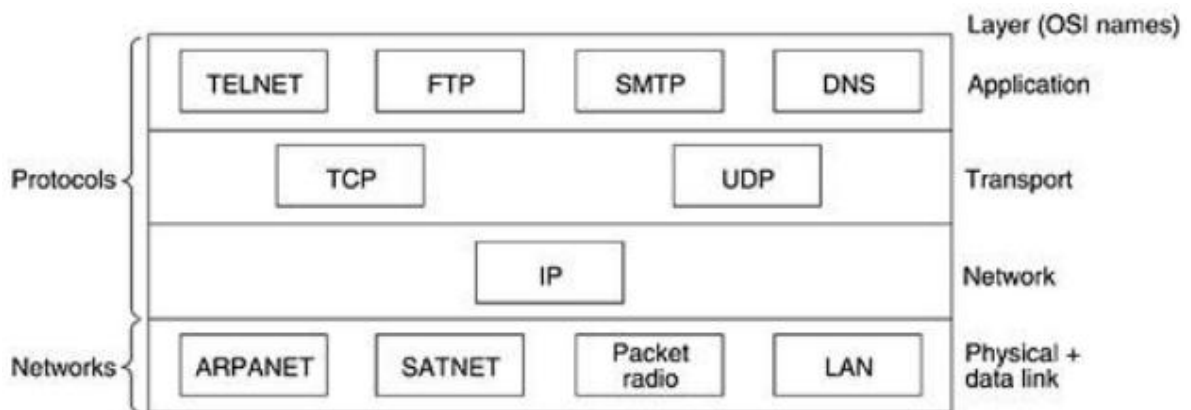 Layer (OSI names)
TELNET FTP SMTP DNS Application
Protocols TCP UDP Transport
IP Network
Networks ARPANET SATNET Packet radio LAN Physical + data link